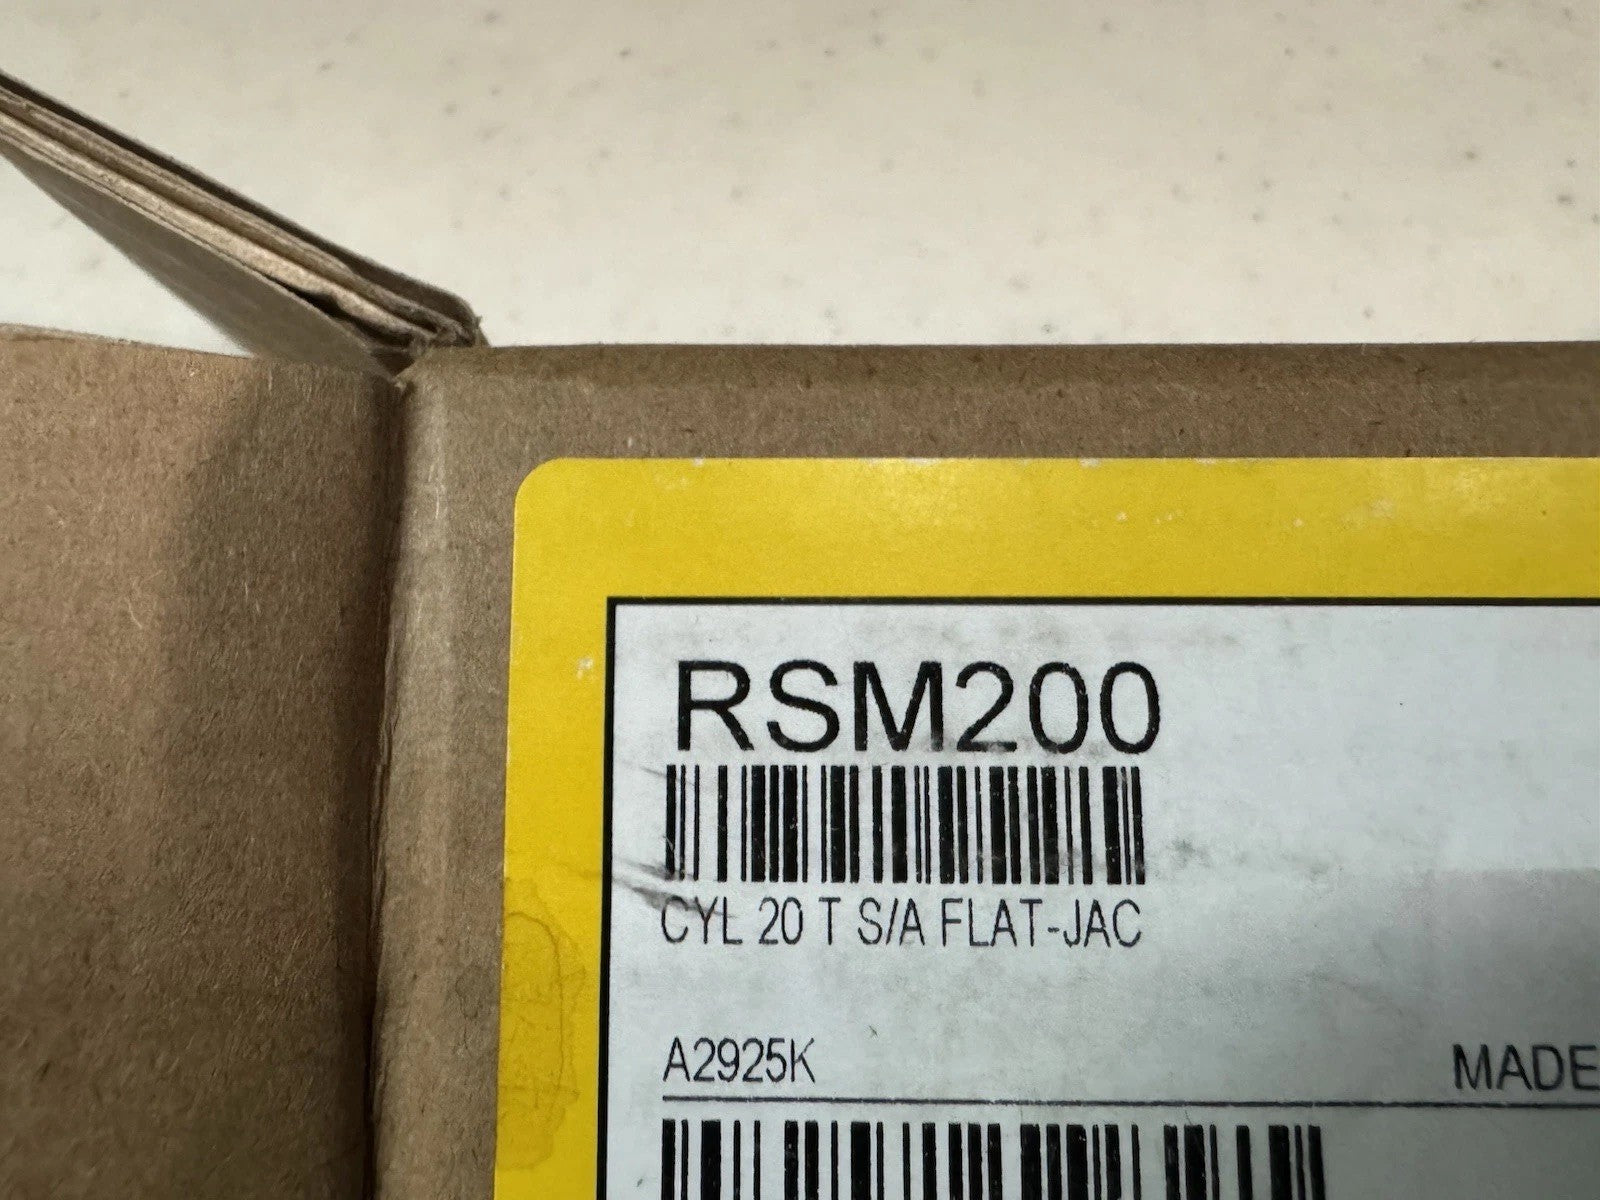 RSM200
CYL 20 T S/A FLAT-JAC
A2925K
MADE